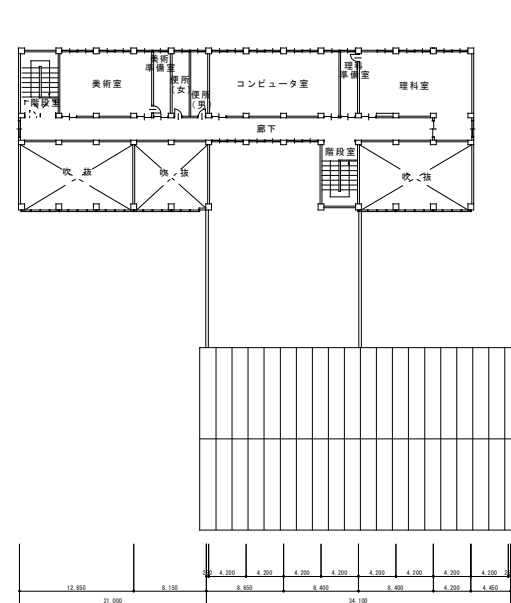 美術室
美術
準備室
便所
(女)
便所
(男)
コンピュータ室
理科
準備室
理科室
階段室
廊下
階段室
吹 抜
吹 抜
吹 抜
4,200 4,200 4,200 4,200 4,200 4,200 4,200 4,200
12,850 8,150 8,650 8,400 8,400 4,200 4,450
21,000 34,100